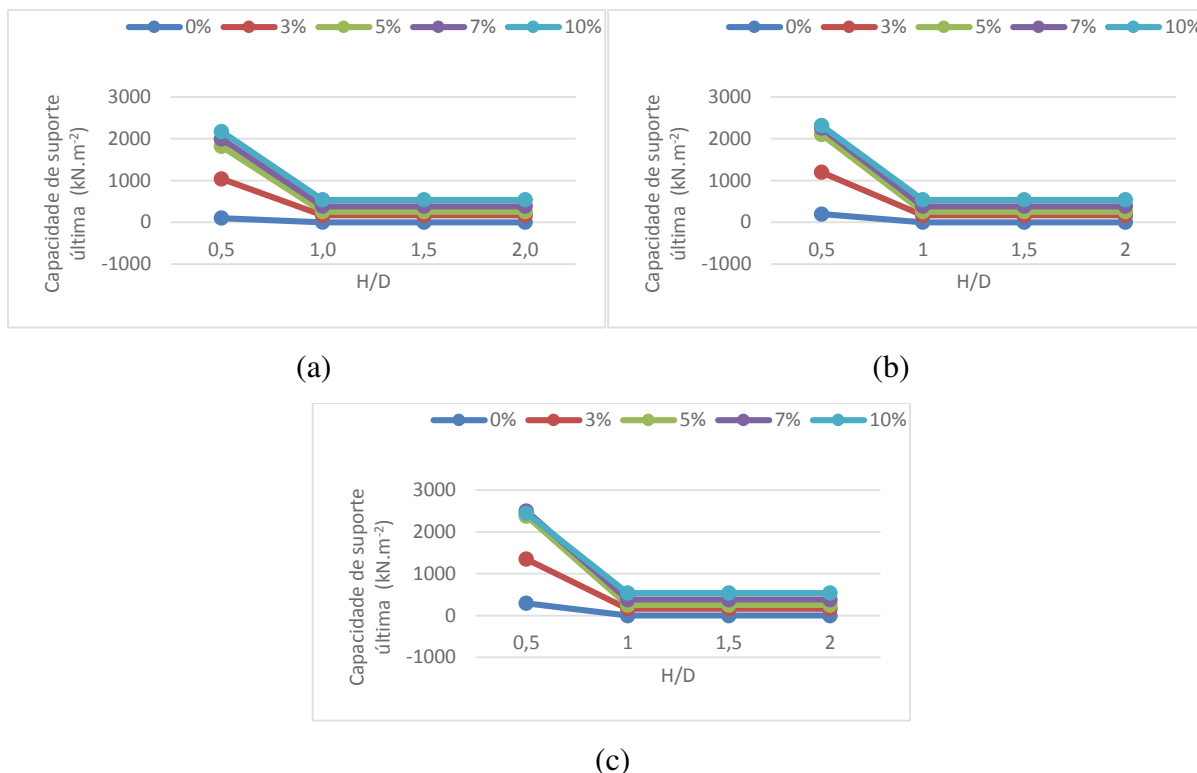 0% 3% 5% 7% 10%
Capacidade de suporte
última (kN.m-2)
3000
2000
1000
0
-1000
0,5 1,0 1,5 2,0
H/D
(a)
0% 3% 5% 7% 10%
Capacidade de suporte
última (kN.m-2)
3000
2000
1000
0
-1000
0,5 1 1,5 2
H/D
(b)
0% 3% 5% 7% 10%
Capacidade de suporte
última (kN.m-2)
3000
2000
1000
0
-1000
0,5 1 1,5 2
H/D
(c)